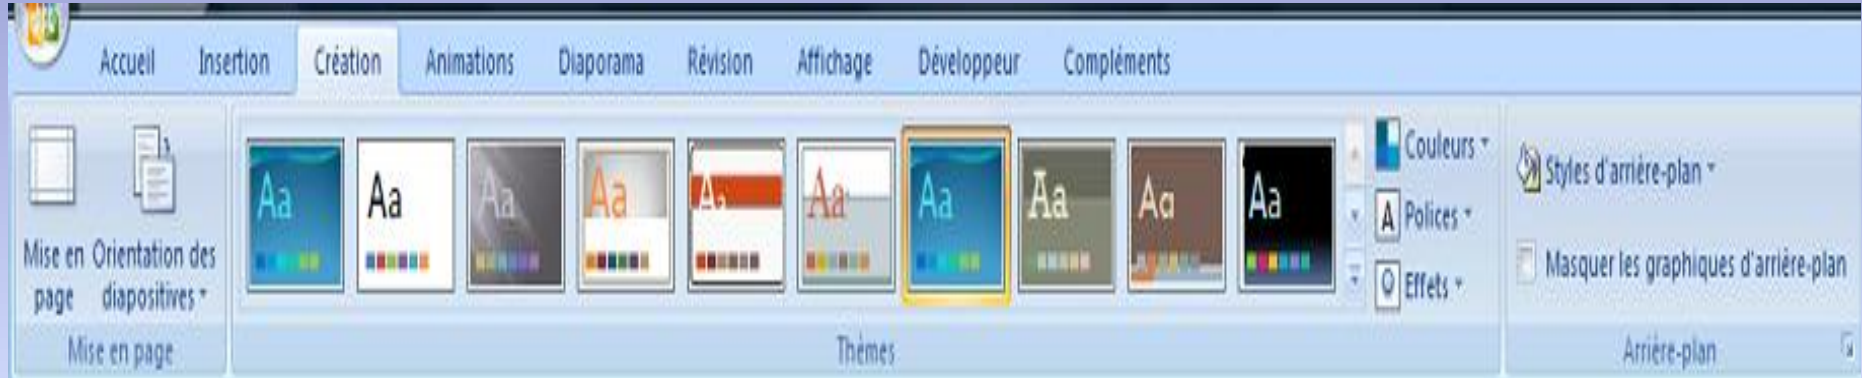 Accueil Insertion Création Animations Diaporama Révision Affichage Développeur Compléments
Mise en page
Orientation des diapositives
Aa Aa Aa Aa A Aa Aa Aa Aa Aa
Couleurs
Polices
Effets
Styles d'arrière-plan
Masquer les graphiques d'arrière-plan
Mise en page Thèmes Arrière-plan